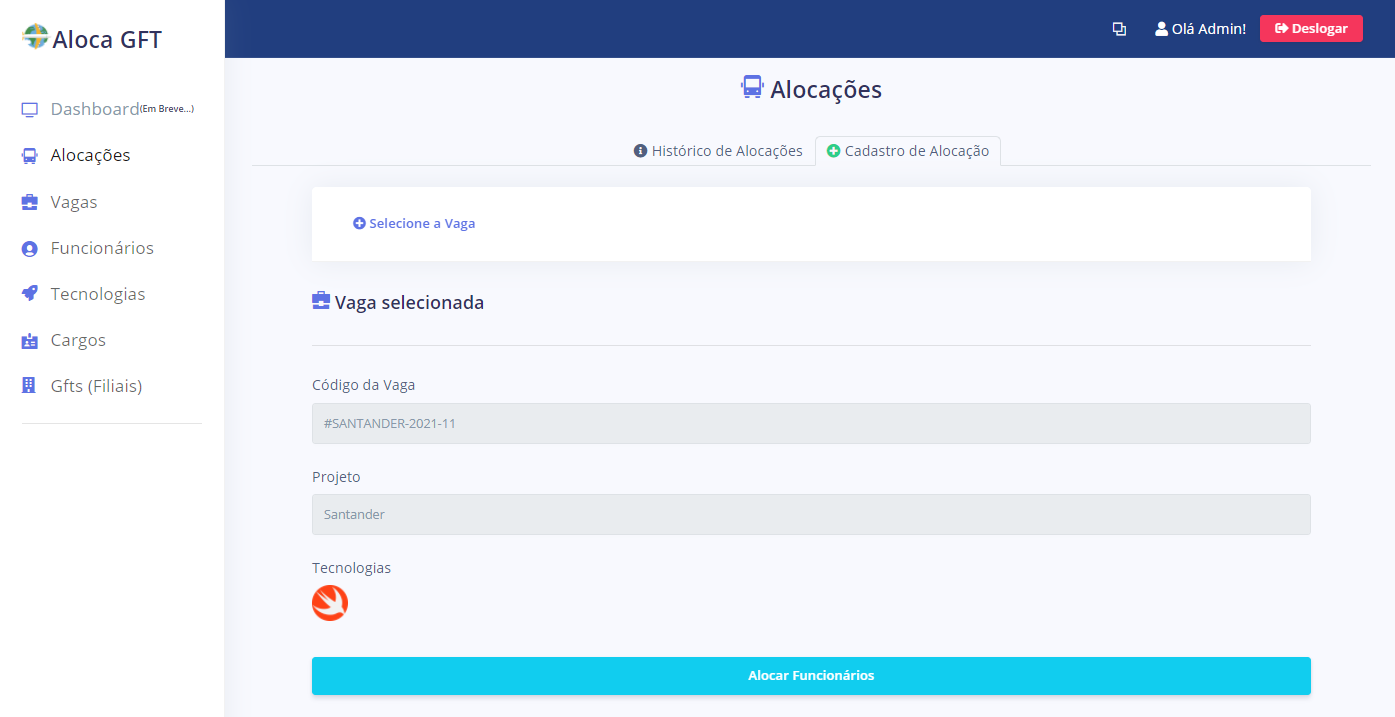 Aloca GFT
Olá Admin!
Deslogar
Dashboard(Em Breve...)
Alocações
Vagas
Funcionários
Tecnologias
Cargos
Gfts (Filiais)
Alocações
Histórico de Alocações
Cadastro de Alocação
Selecione a Vaga
Vaga selecionada
Código da Vaga
#SANTANDER-2021-11
Projeto
Santander
Tecnologias
Alocar Funcionários